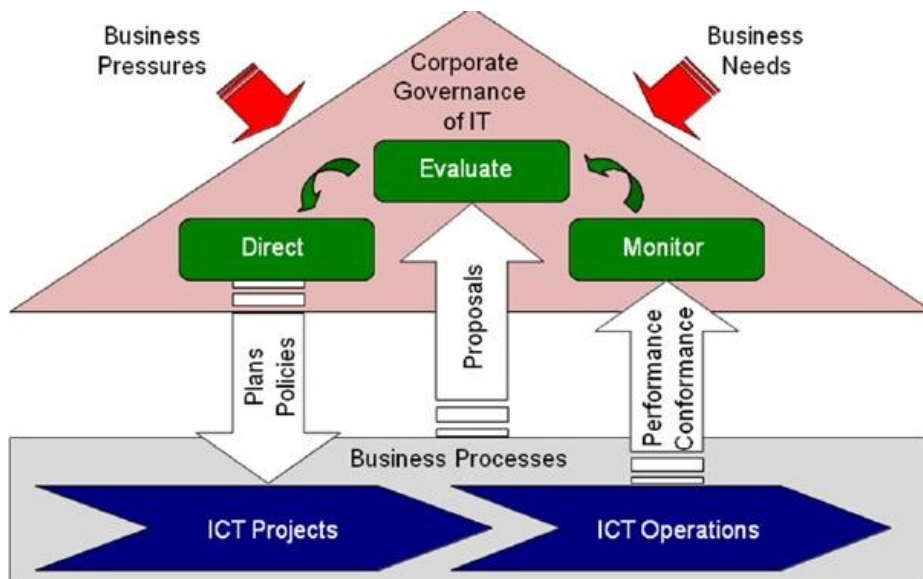 Business
Pressures
Business
Needs
Corporate
Governance
of IT
Evaluate
Direct
Monitor
Plans
Policies
Proposals
Performance
Conformance
Business Processes
ICT Projects
ICT Operations